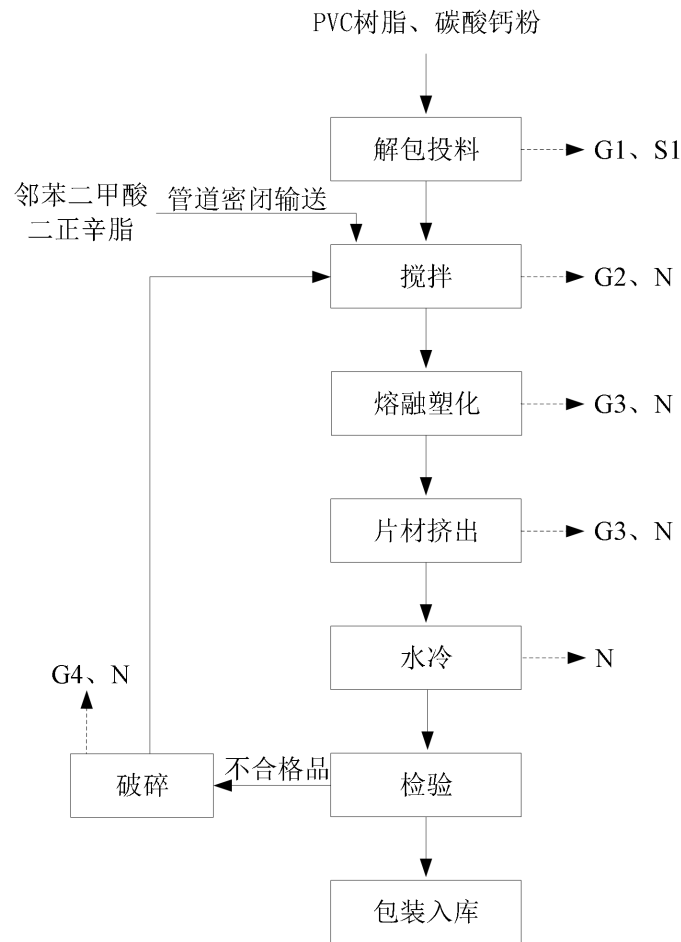 PVC树脂、碳酸钙粉
解包投料
G1、S1
邻苯二甲酸
二正辛脂
管道密闭输送
搅拌
G2、N
熔融塑化
G3、N
片材挤出
G3、N
水冷
N
G4、N
破碎
不合格品
检验
包装入库